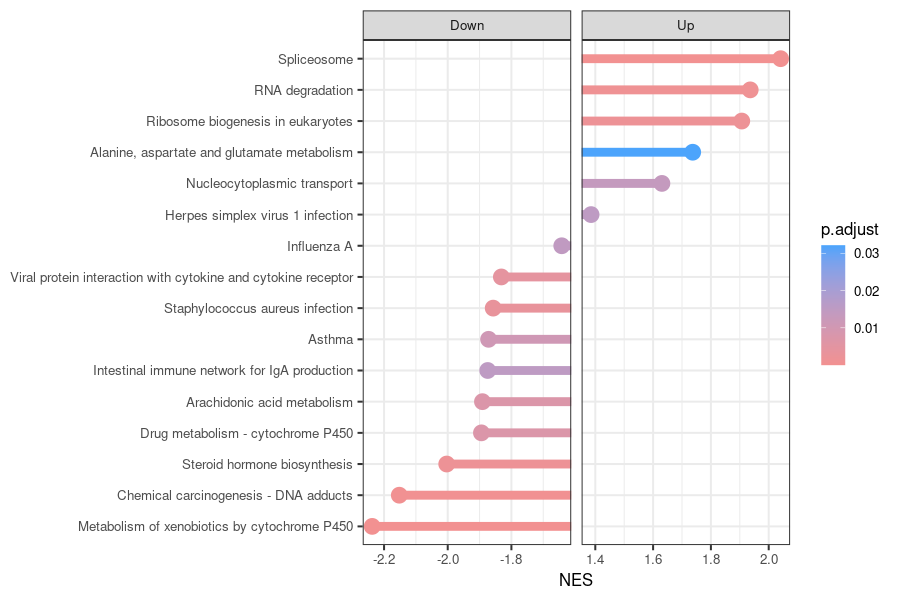 Down
Up
Spliceosome
RNA degradation
Ribosome biogenesis in eukaryotes
Alanine, aspartate and glutamate metabolism
Nucleocytoplasmic transport
Herpes simplex virus 1 infection
Influenza A
Viral protein interaction with cytokine and cytokine receptor
Staphylococcus aureus infection
Asthma
Intestinal immune network for IgA production
Arachidonic acid metabolism
Drug metabolism - cytochrome P450
Steroid hormone biosynthesis
Chemical carcinogenesis - DNA adducts
Metabolism of xenobiotics by cytochrome P450
-2.2 -2.0 -1.8
1.4 1.6 1.8 2.0
NES
p.adjust
0.03
0.02
0.01